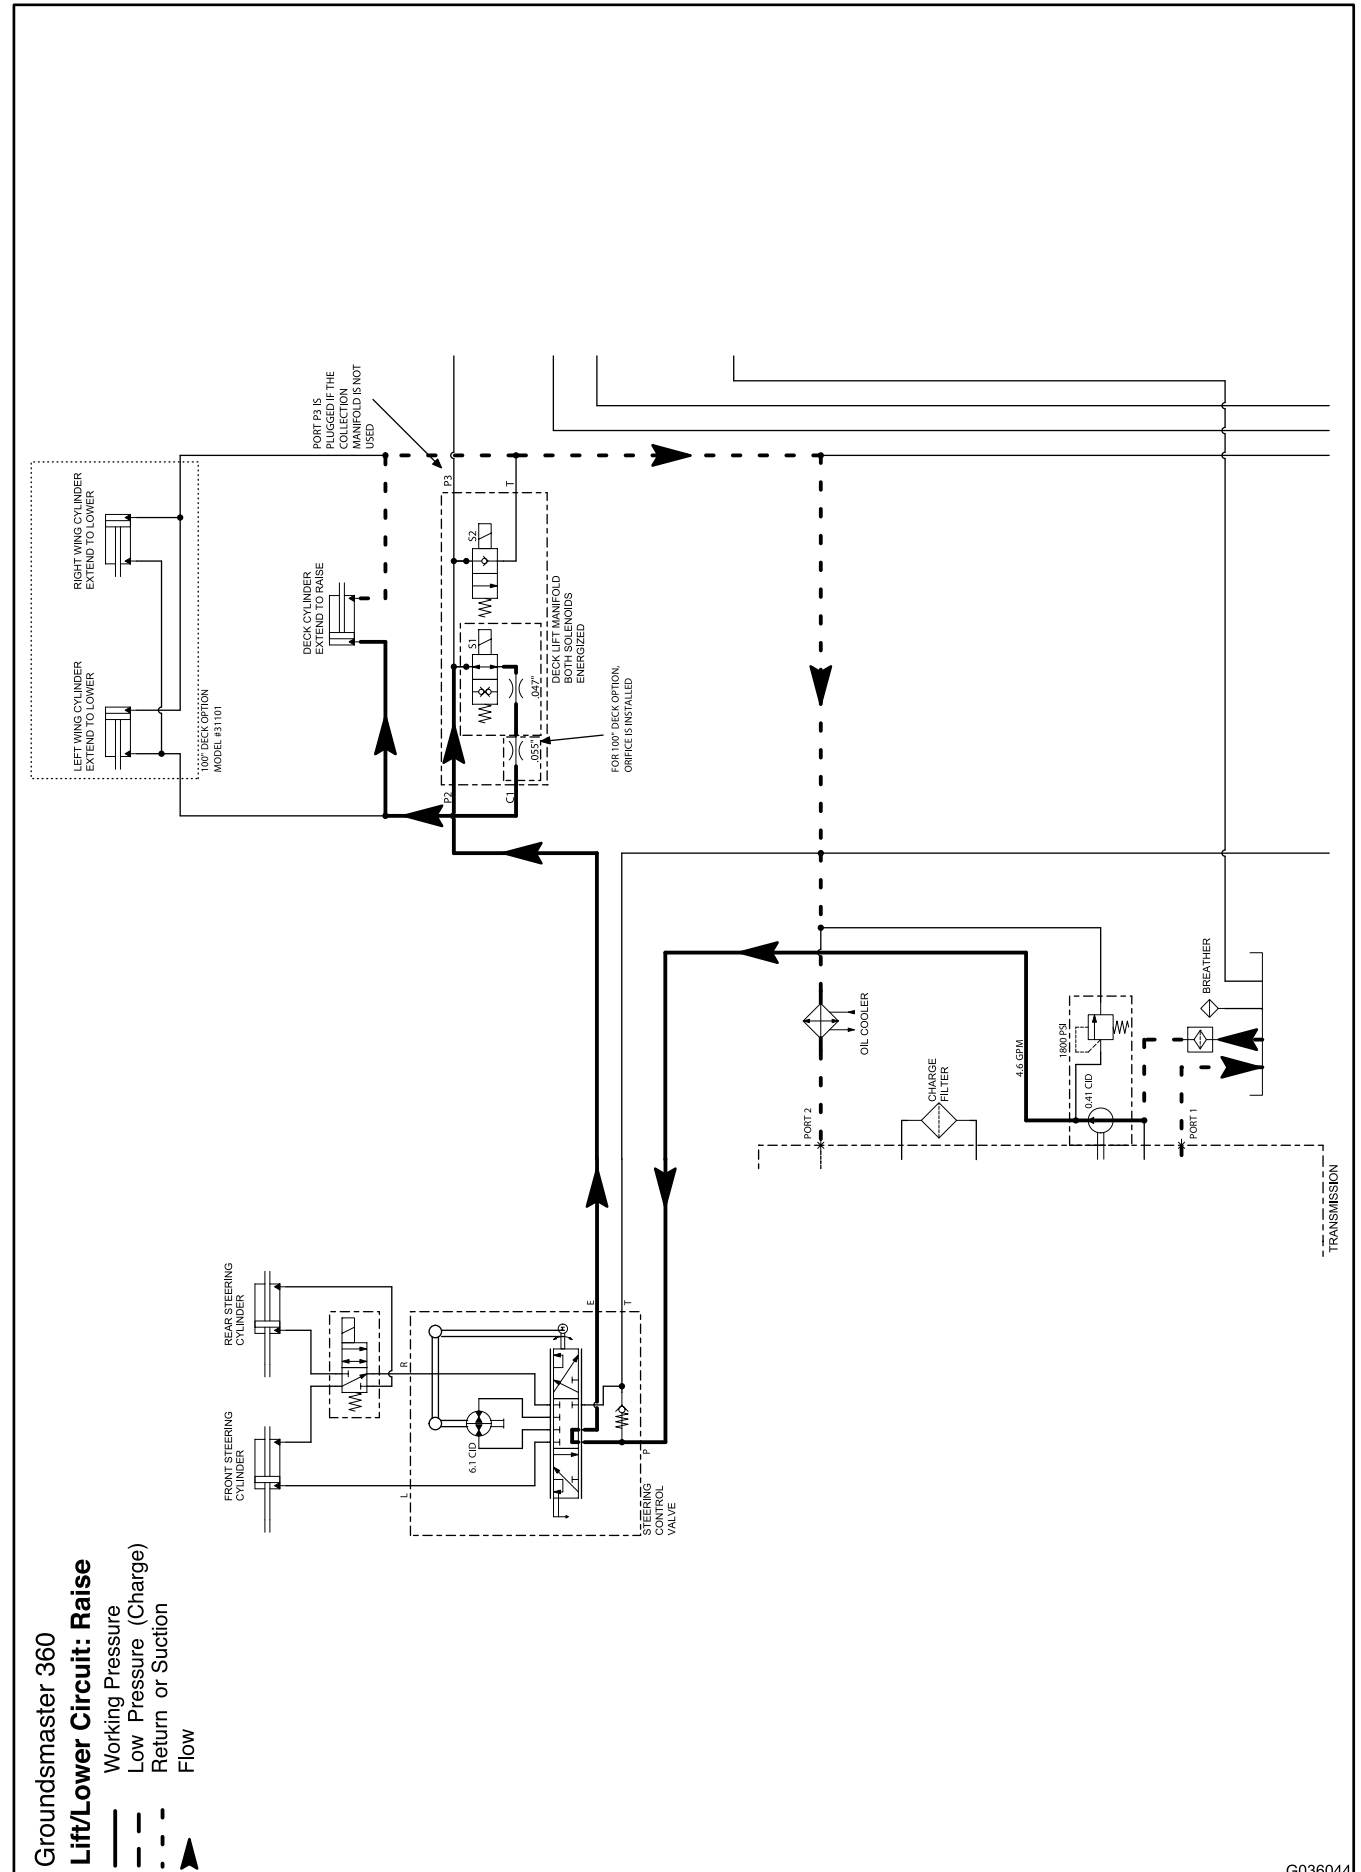 Groundsmaster 360
Lift/Lower Circuit: Raise
Working Pressure
Low Pressure (Charge)
Return or Suction
Flow
FRONT STEERING
CYLINDER
REAR STEERING
CYLINDER
L
R
6.1 CID
P
E
T
STEERING
CONTROL
VALVE
LEFT WING CYLINDER
EXTEND TO LOWER
RIGHT WING CYLINDER
EXTEND TO LOWER
100" DECK OPTION
MODEL #31101
DECK CYLINDER
EXTEND TO RAISE
PORT P3 IS
PLUGGED IF THE
COLLECTION
MANIFOLD IS NOT
USED
P2
P3
S1
S2
C1
T
.055"
.047"
DECK LIFT MANIFOLD
BOTH SOLENOIDS
ENERGIZED
FOR 100" DECK OPTION,
ORIFICE IS INSTALLED
PORT 2
OIL COOLER
CHARGE
FILTER
4.6 GPM
1800 PSI
0.41 CID
PORT 1
BREATHER
TRANSMISSION
G036044